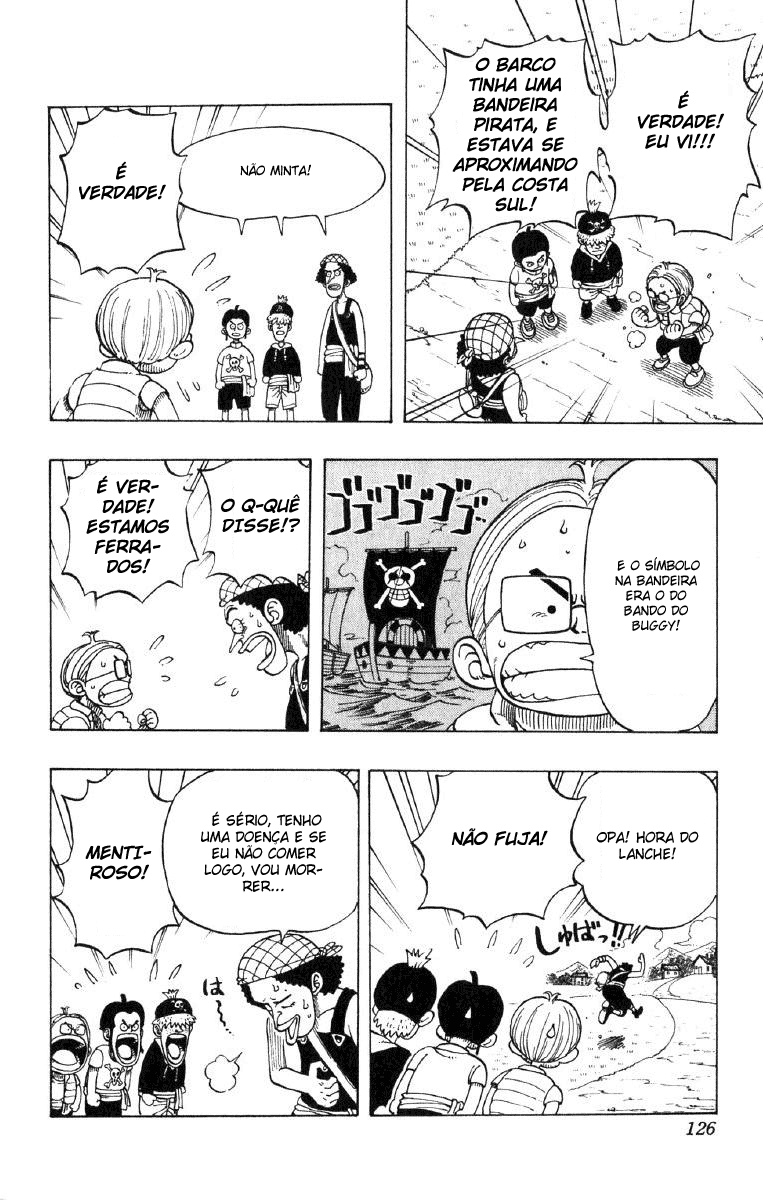 É
VERDADE!
EU VI!!!
O BARCO
TINHA UMA
BANDEIRA
PIRATA, E
ESTAVA SE
APROXIMANDO
PELA COSTA
SUL!
NÃO MINTA!
É
VERDADE!
E O SÍMBOLO
NA BANDEIRA
ERA O DO
BANDO DO
BUGGY!
ゴゴゴゴゴゴ
O Q-QUÊ
DISSE!?
É VER-
DADE!
ESTAMOS
FERRA-
DOS!
OPA! HORA DO
LANCHE!
NÃO FUJA!
しゅばっ!!
É SÉRIO, TENHO
UMA DOENÇA E SE
EU NÃO COMER
LOGO, VOU MOR-
RER...
MENTI-
ROSO!
は〜
126